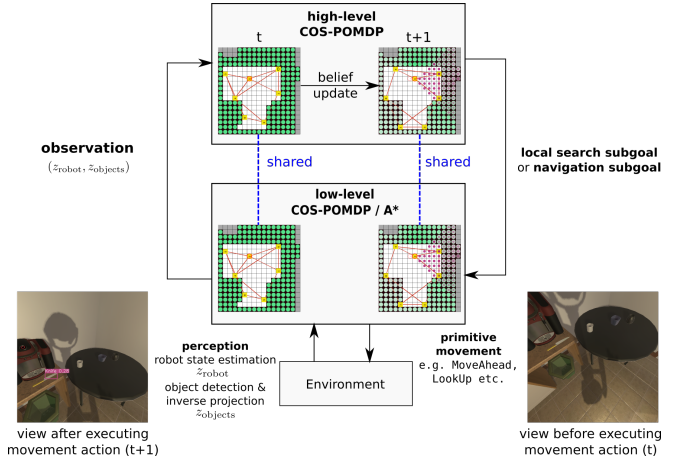 high-level
COS-POMDP
t
t+1
belief
update
observation
(z_robot, z_objects)
shared
shared
local search subgoal
or navigation subgoal
low-level
COS-POMDP / A*
perception
robot state estimation
z_robot
object detection &
inverse projection
z_objects
primitive
movement
e.g. MoveAhead,
LookUp etc.
Environment
view after executing
movement action (t+1)
view before executing
movement action (t)